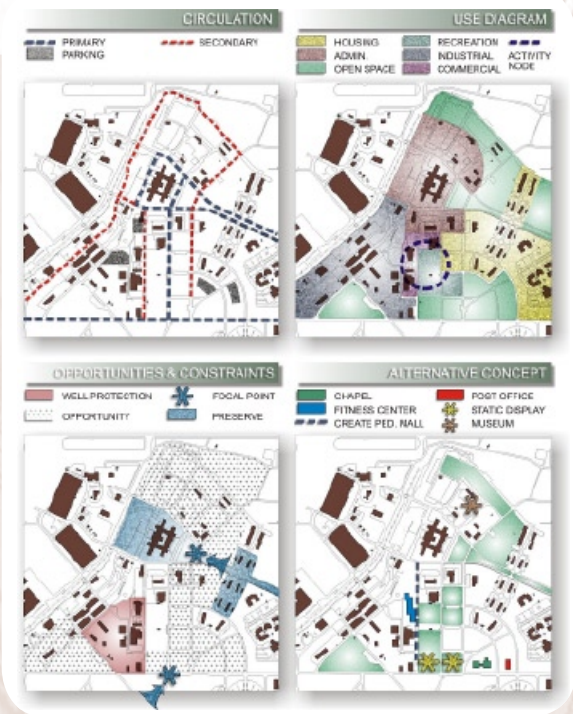 CIRCULATION
PRIMARY
SECONDARY
PARKING
USE DIAGRAM
HOUSING
RECREATION
ACTIVITY NODE
ADMIN.
INDUSTRIAL
OPEN SPACE
COMMERCIAL
OPPORTUNITIES & CONSTRAINTS
WELL PROTECTION
FOCAL POINT
OPPORTUNITY
PRESERVE
ALTERNATIVE CONCEPT
CHAPEL
POST OFFICE
FITNESS CENTER
STATIC DISPLAY
CREATE PED. MALL
MUSEUM